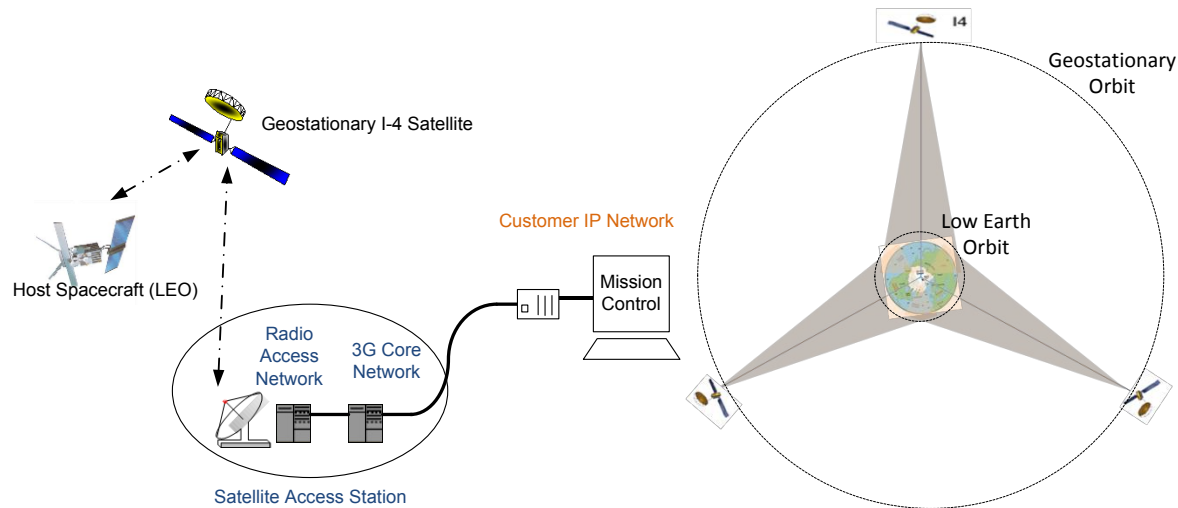 I4
Geostationary
Orbit
Geostationary I-4 Satellite
Customer IP Network
Low Earth
Orbit
Mission
Control
Host Spacecraft (LEO)
Radio
Access
Network
3G Core
Network
Satellite Access Station